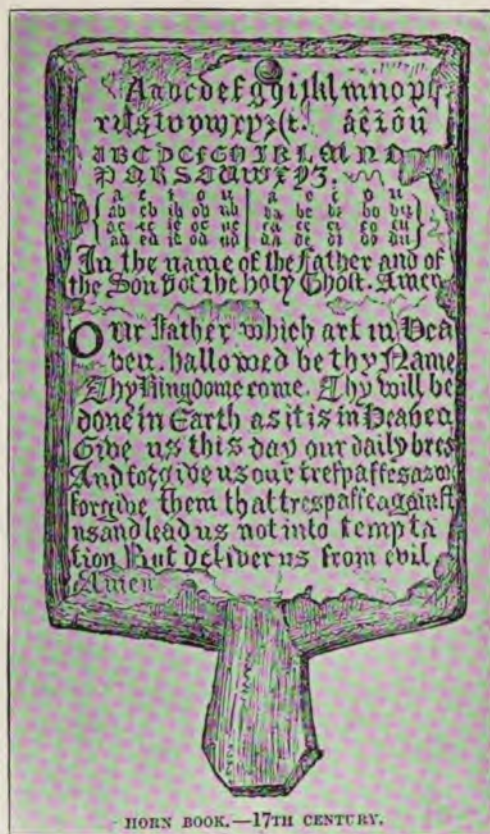 Aabcdefgghijklmnopſ
rsstuvwxyz&t. áêîôû
ABCDEFGHIKLMNO
PQRSTUWXYZ.
a e i o u | a e i o u
ab eb ib ob ub | ba be bi bo bu
ac ec ic oc uc | ca ce ci co cu
ad ed id od ud | da de di do du
In the name of the Father and of
the Son & of the holy Ghoſt. Amen
Our Father which art in Hea
ven. hallowed be thy Name
Thy Kingdome come. Thy will be
done in Earth as it is in Heaven
Give us this day our daily brea
And forgive us our treſpaſſes as we
forgive them that treſpaſſe againſt
us and lead us not into tempta
tion But deliver us from evil
Amen
HORN BOOK.—17TH CENTURY.